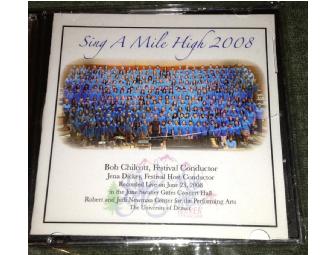 Sing A Mile High 2008
Bob Chilcott, Festival Conductor
Jena Dickey, Festival Host Conductor
Recorded Live on June 23, 2008
in the June Swaner Gates Concert Hall
Robert and Judi Newman Center for the Performing Arts
The University of Denver